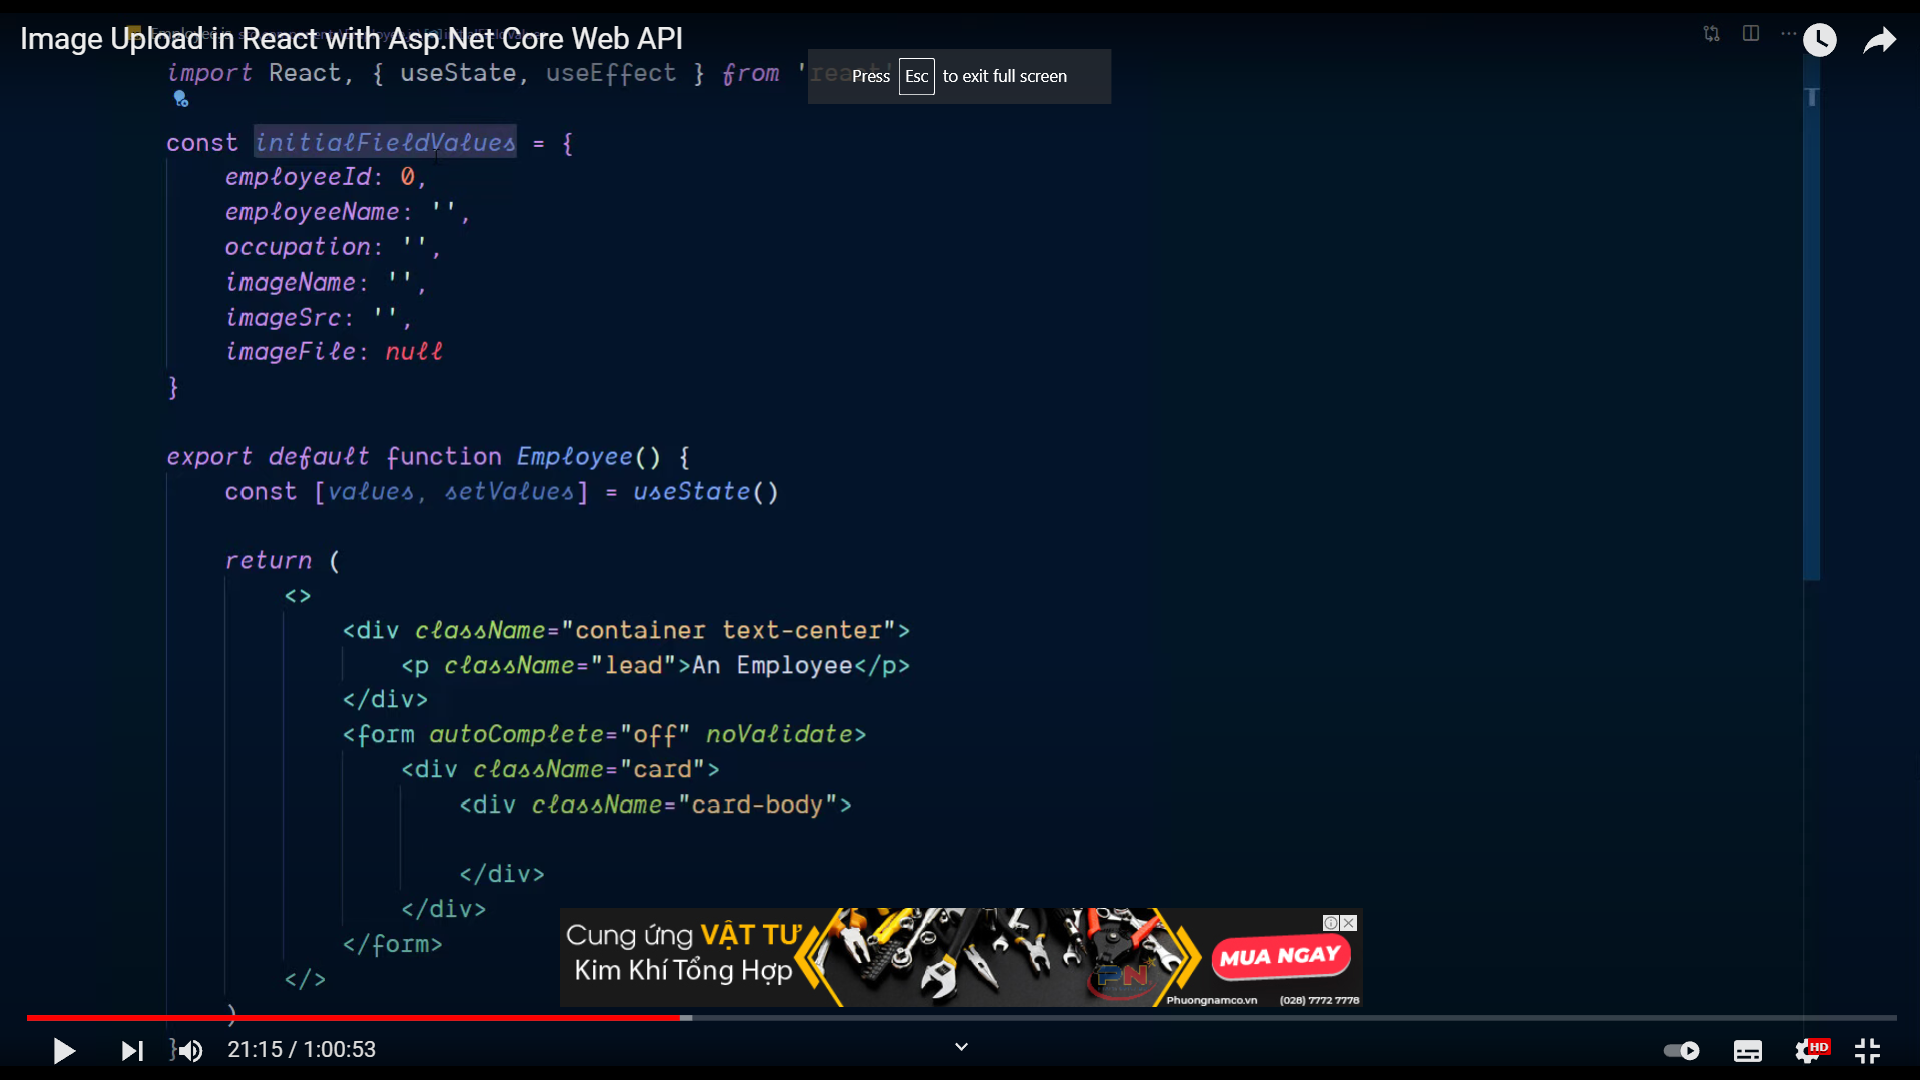 Image Upload in React with Asp.Net Core Web API
Press Esc to exit full screen
import React, { useState, useEffect } from 'react'
const initialFieldValues = {
employeeId: 0,
employeeName: '',
occupation: '',
imageName: '',
imageSrc: '',
imageFile: null
}
export default function Employee() {
const [values, setValues] = useState()
return (
<>
<div className="container text-center">
<p className="lead">An Employee</p>
</div>
<form autoComplete="off" noValidate>
<div className="card">
<div className="card-body">
</div>
</div>
</form>
</>
)
}
Cung ứng VẬT TƯ
Kim Khí Tổng Hợp
PN
MUA NGAY
Phuongnamco.vn (028) 7772 7778
21:15 / 1:00:53
HD